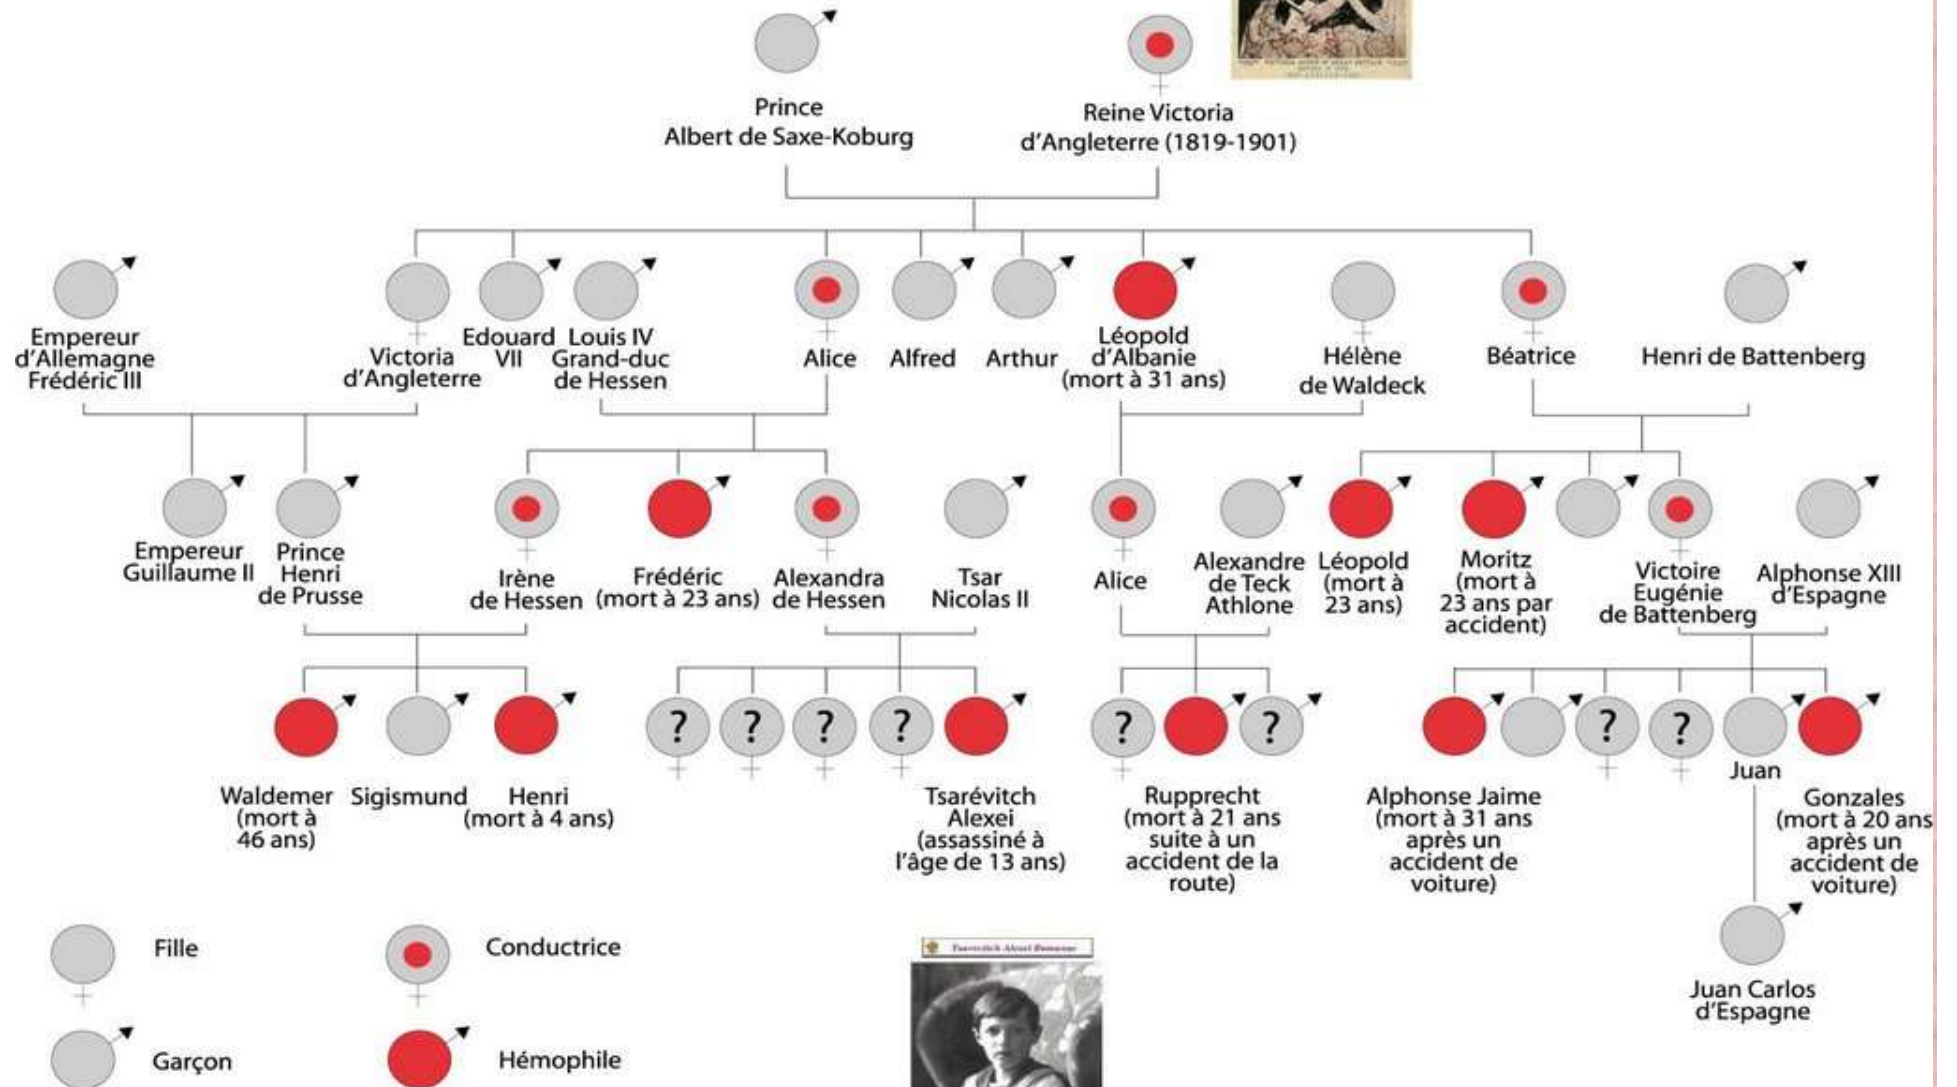 Prince
Albert de Saxe-Koburg
Reine Victoria
d'Angleterre (1819-1901)
Empereur
d'Allemagne
Frédéric III
Victoria
d'Angleterre
Edouard
VII
Louis IV
Grand-duc
de Hessen
Alice
Alfred
Arthur
Léopold
d'Albanie
(mort à 31 ans)
Hélène
de Waldeck
Béatrice
Henri de Battenberg
Empereur
Guillaume II
Prince
Henri
de Prusse
Irène
de Hessen
Frédéric
(mort à 23 ans)
Alexandra
de Hessen
Tsar
Nicolas II
Alice
Alexandre
de Teck
Athlone
Léopold
(mort à
23 ans)
Moritz
(mort à
23 ans par
accident)
Victoire
Eugénie
de Battenberg
Alphonse XIII
d'Espagne
? ? ? ? ? ? ? ?
Waldemer
(mort à
46 ans)
Sigismund
Henri
(mort à 4 ans)
Tsarévitch
Alexei
(assassiné à
l'âge de 13 ans)
Rupprecht
(mort à 21 ans
suite à un
accident de la
route)
Alphonse Jaime
(mort à 31 ans
après un
accident de
voiture)
Juan
Gonzales
(mort à 20 ans
après un
accident de
voiture)
Juan Carlos
d'Espagne
Fille
Conductrice
Garçon
Hémophile
Tsarevitch Alexei